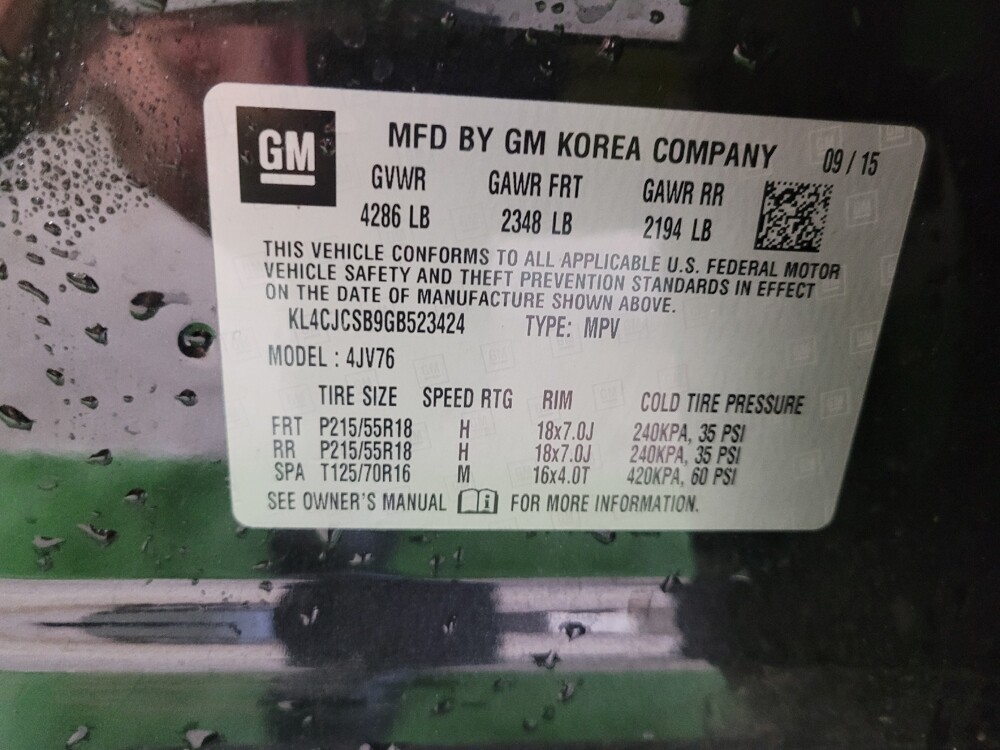 GM
MFD BY GM KOREA COMPANY 09 / 15
GVWR GAWR FRT GAWR RR
4286 LB 2348 LB 2194 LB
THIS VEHICLE CONFORMS TO ALL APPLICABLE U.S. FEDERAL MOTOR
VEHICLE SAFETY AND THEFT PREVENTION STANDARDS IN EFFECT
ON THE DATE OF MANUFACTURE SHOWN ABOVE.
KL4CJCSB9GB523424 TYPE: MPV
MODEL : 4JV76
TIRE SIZE SPEED RTG RIM COLD TIRE PRESSURE
FRT P215/55R18 H 18x7.0J 240KPA, 35 PSI
RR P215/55R18 H 18x7.0J 240KPA, 35 PSI
SPA T125/70R16 M 16x4.0T 420KPA, 60 PSI
SEE OWNER'S MANUAL i FOR MORE INFORMATION.